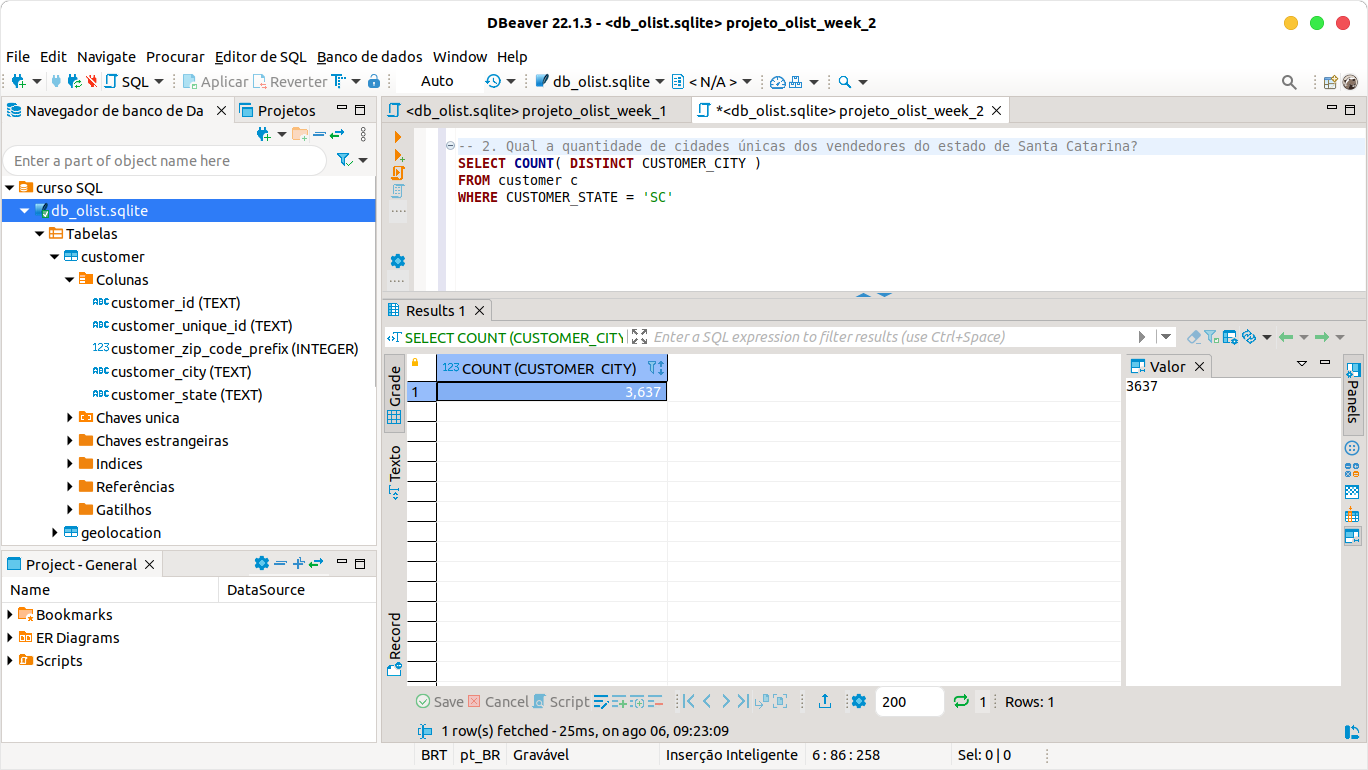 DBeaver 22.1.3 - <db_olist.sqlite> projeto_olist_week_2
File Edit Navigate Procurar Editor de SQL Banco de dados Window Help
SQL Aplicar Reverter Auto db_olist.sqlite < N/A >
Navegador de banco de Da Projetos
Enter a part of object name here
curso SQL
db_olist.sqlite
Tabelas
customer
Colunas
ABC customer_id (TEXT)
ABC customer_unique_id (TEXT)
123 customer_zip_code_prefix (INTEGER)
ABC customer_city (TEXT)
ABC customer_state (TEXT)
Chaves unica
Chaves estrangeiras
Indices
Referências
Gatilhos
geolocation
Project - General
Name DataSource
Bookmarks
ER Diagrams
Scripts
<db_olist.sqlite> projeto_olist_week_1 *<db_olist.sqlite> projeto_olist_week_2
-- 2. Qual a quantidade de cidades únicas dos vendedores do estado de Santa Catarina?
SELECT COUNT( DISTINCT CUSTOMER_CITY )
FROM customer c
WHERE CUSTOMER_STATE = 'SC'
Results 1
SELECT COUNT (CUSTOMER_CITY Enter a SQL expression to filter results (use Ctrl+Space)
Grade
Texto
Record
123 COUNT (CUSTOMER_CITY)
1 3,637
Valor
3637
Panels
Save Cancel Script 200 1 Rows: 1
1 row(s) fetched - 25ms, on ago 06, 09:23:09
BRT pt_BR Gravável Inserção Inteligente 6 : 86 : 258 Sel: 0 | 0